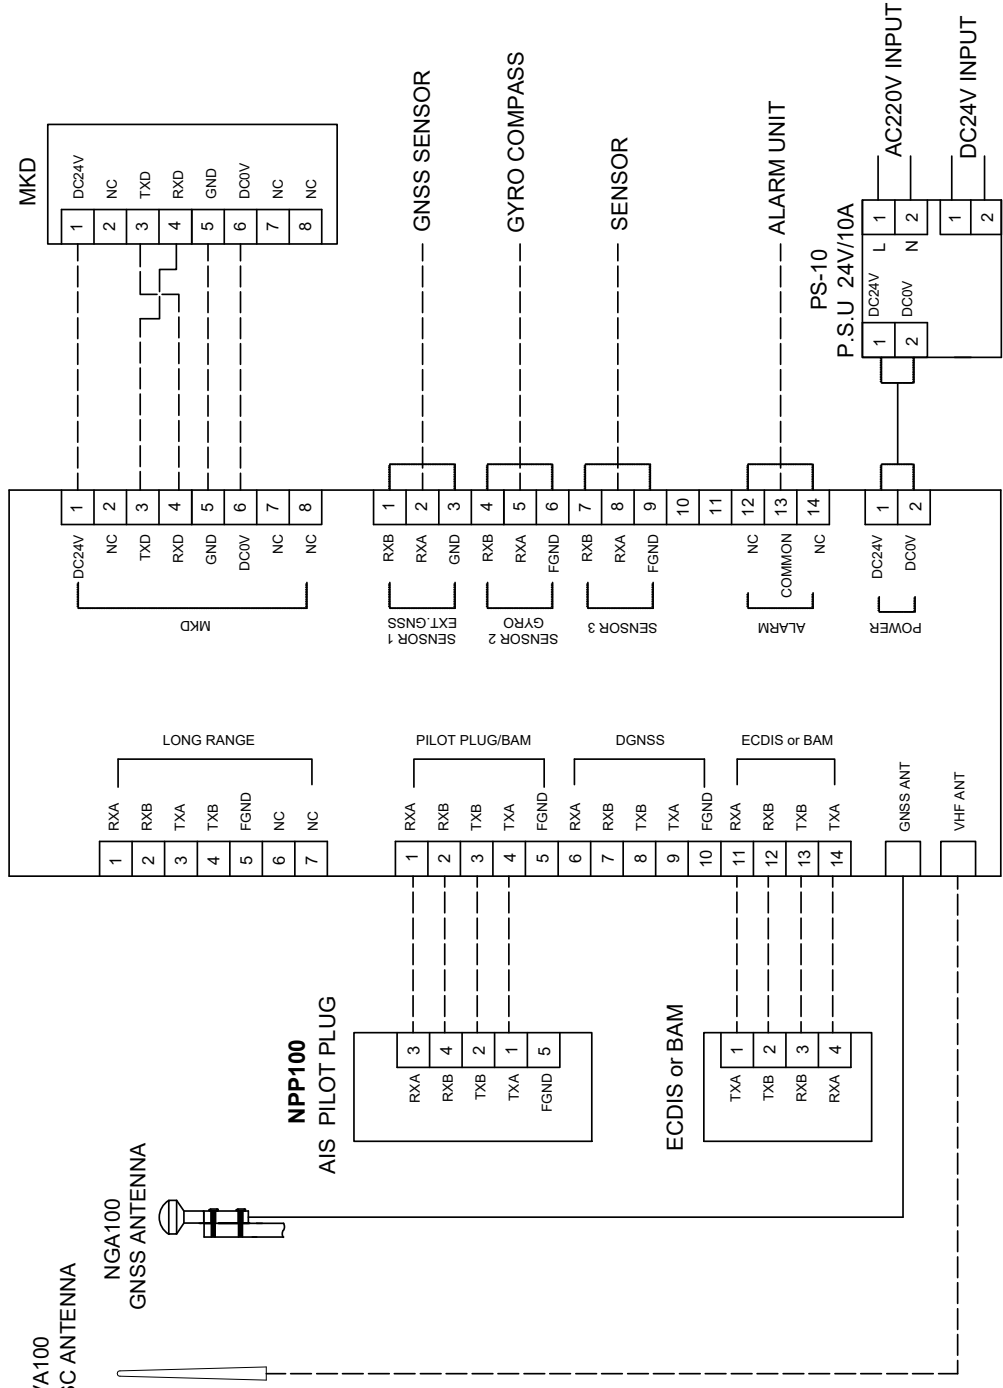 MKD
1 DC24V
2 NC
3 TXD
4 RXD
5 GND
6 DC0V
7 NC
8 NC
GNSS SENSOR
GYRO COMPASS
SENSOR
ALARM UNIT
AC220V INPUT
DC24V INPUT
PS-10
P.S.U 24V/10A
1 DC24V L 1
2 DC0V N 2
1
2
MKD
DC24V 1
NC 2
TXD 3
RXD 4
GND 5
DC0V 6
NC 7
NC 8
SENSOR 1
EXT.GNSS
RXB 1
RXA 2
GND 3
SENSOR 2
GYRO
RXB 4
RXA 5
FGND 6
SENSOR 3
RXB 7
RXA 8
FGND 9
10
11
ALARM
NC 12
COMMON 13
NC 14
POWER
DC24V 1
DC0V 2
LONG RANGE
1 RXA
2 RXB
3 TXA
4 TXB
5 FGND
6 NC
7 NC
PILOT PLUG/BAM
1 RXA
2 RXB
3 TXB
4 TXA
5 FGND
DGNSS
6 RXA
7 RXB
8 TXB
9 TXA
10 FGND
ECDIS or BAM
11 RXA
12 RXB
13 TXB
14 TXA
GNSS ANT
VHF ANT
NPP100
AIS PILOT PLUG
RXA 3
RXB 4
TXB 2
TXA 1
FGND 5
ECDIS or BAM
TXA 1
TXB 2
RXB 3
RXA 4
NGA100
GNSS ANTENNA
A100
C ANTENNA